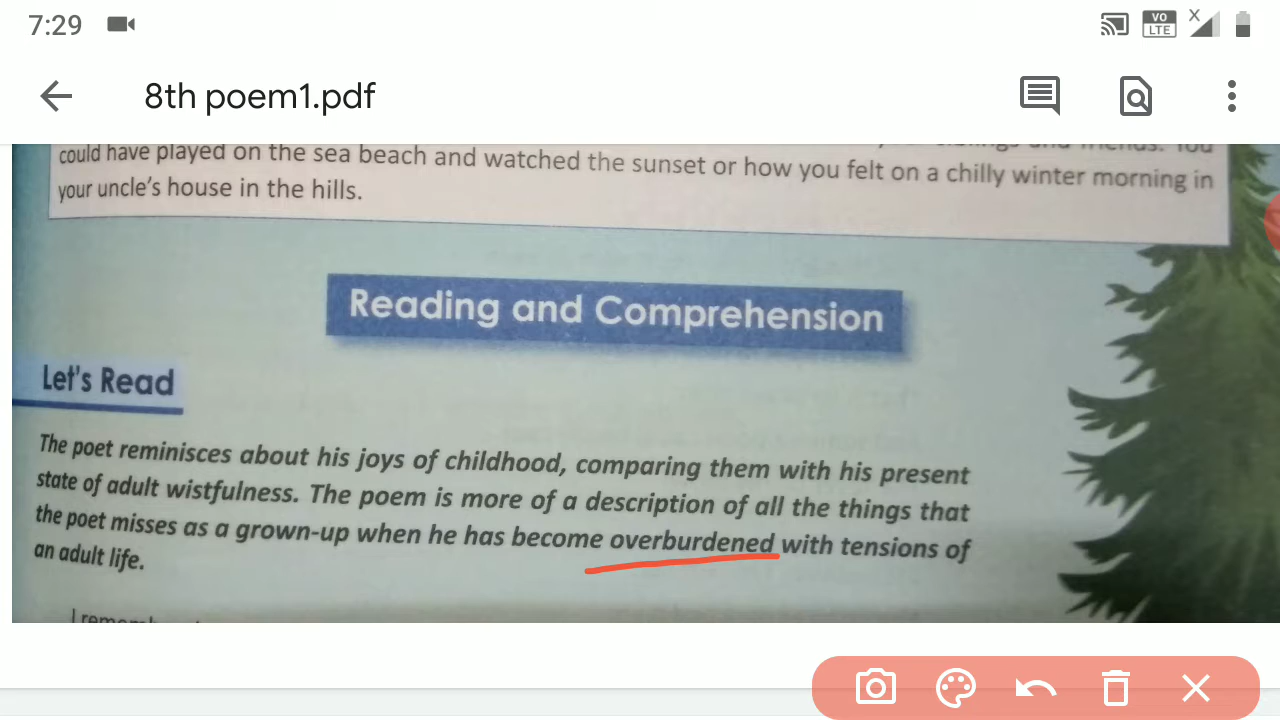 7:29
VO
LTE
X
8th poem1.pdf
could have played on the sea beach and watched the sunset or how you felt on a chilly winter morning in
your uncle's house in the hills.
Reading and Comprehension
Let's Read
The poet reminisces about his joys of childhood, comparing them with his present
state of adult wistfulness. The poem is more of a description of all the things that
the poet misses as a grown-up when he has become overburdened with tensions of
an adult life.